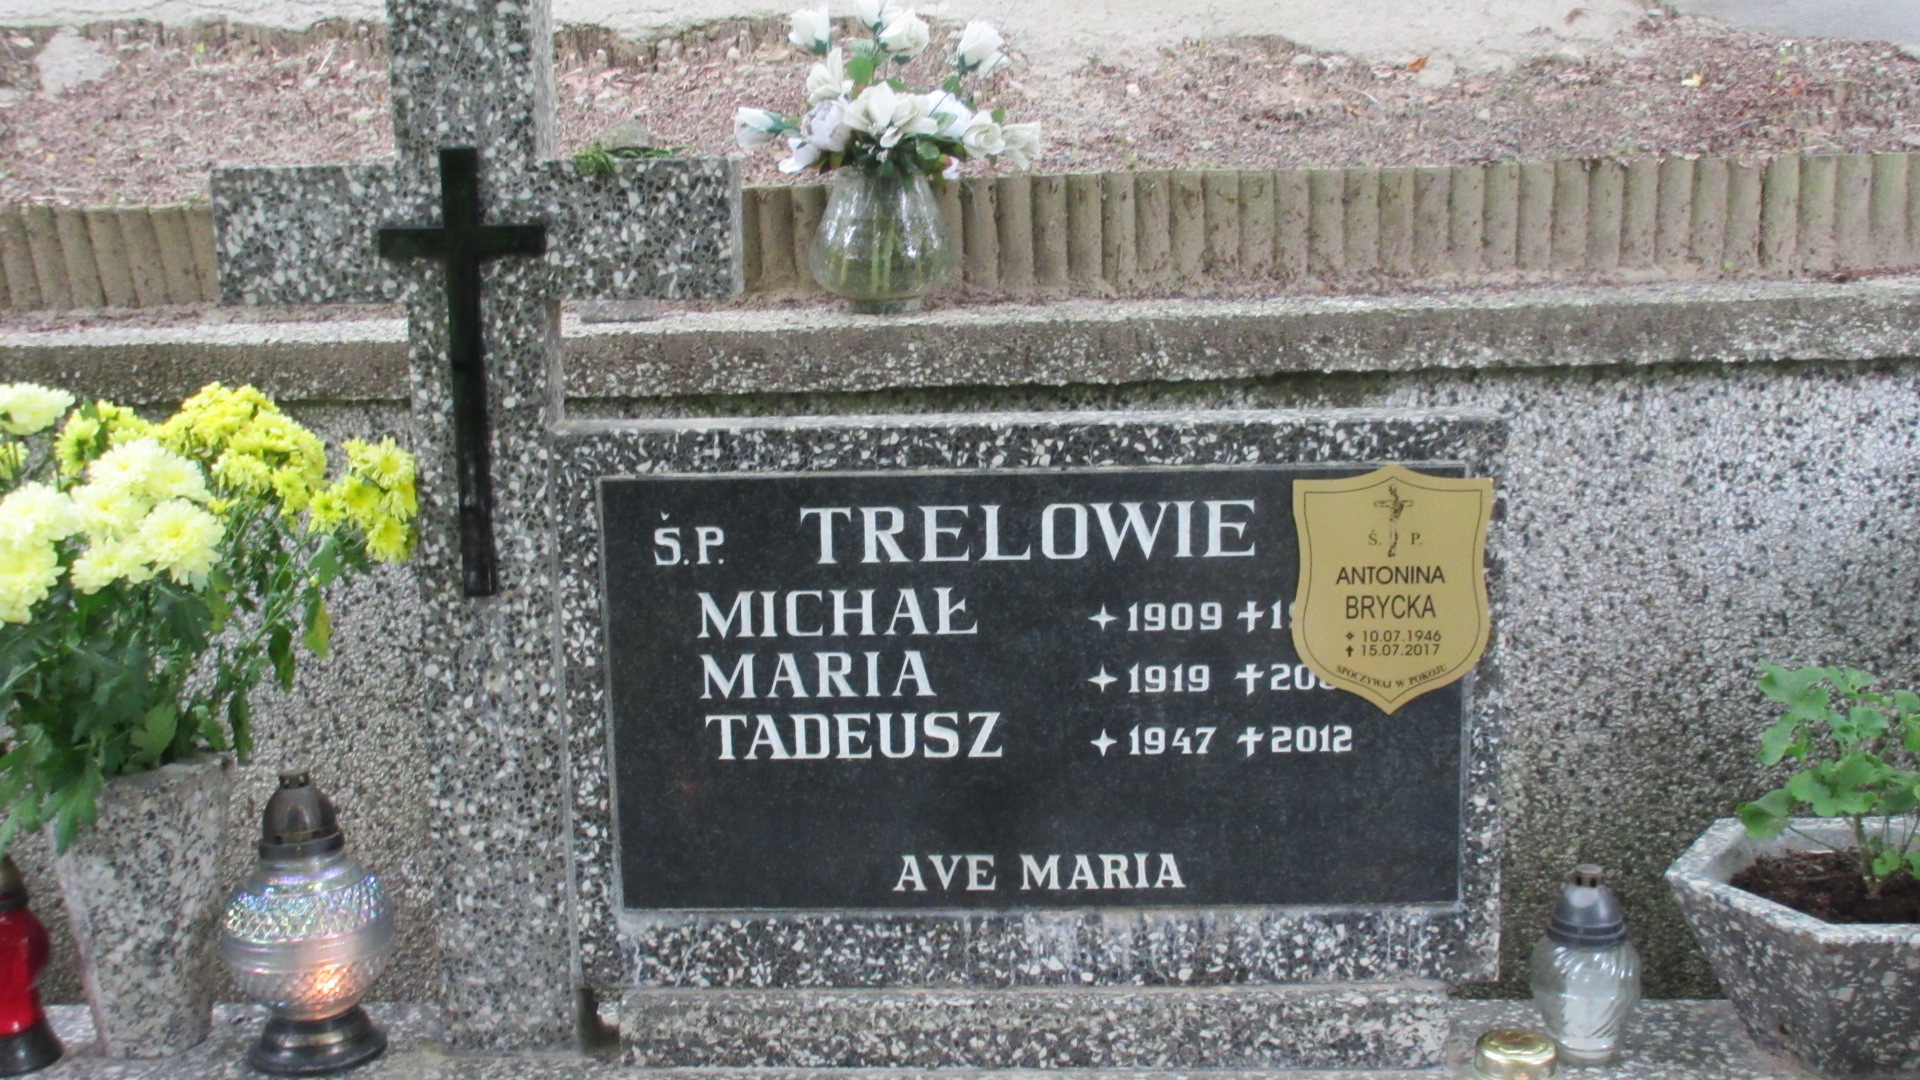 Ś.P. TRELOWIE
MICHAŁ ✦ 1909 ✝
MARIA ✦ 1919 ✝
TADEUSZ ✦ 1947 ✝ 2012
AVE MARIA
Ś. P.
ANTONINA
BRYCKA
✦ 10.07.1946
✝ 15.07.2017
SPOCZYWAJ W POKOJU